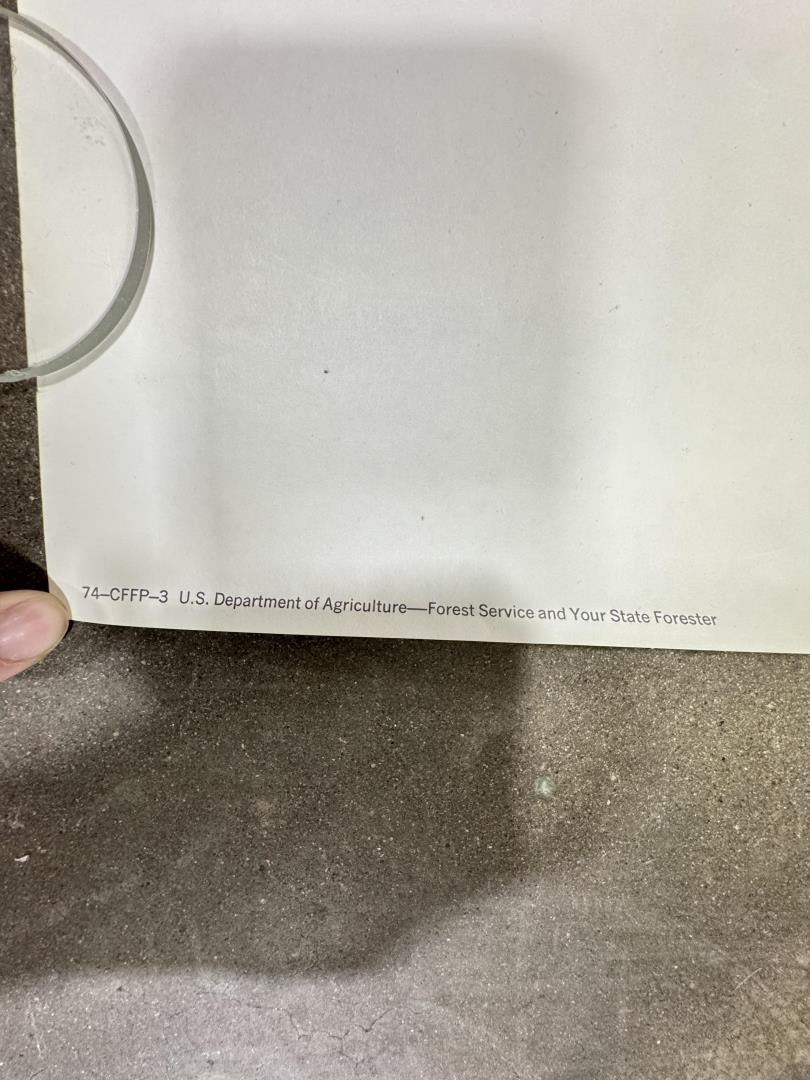 74–CFFP–3 U.S. Department of Agriculture—Forest Service and Your State Forester